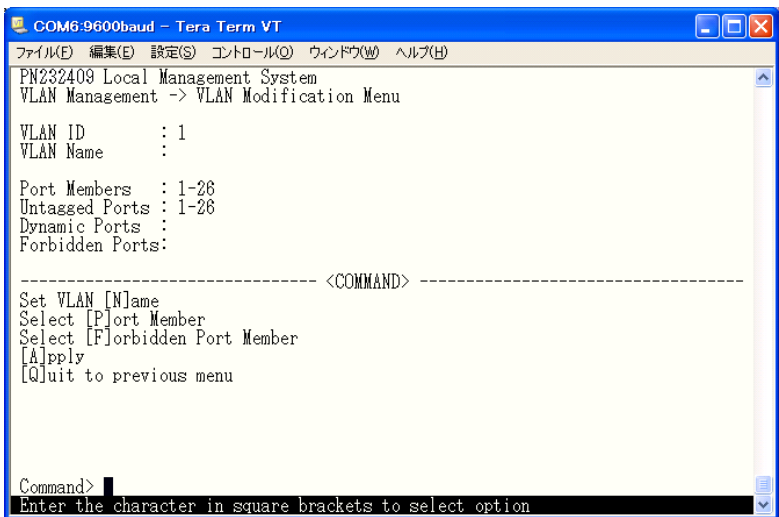 COM6:9600baud - Tera Term VT
ファイル(F) 編集(E) 設定(S) コントロール(O) ウィンドウ(W) ヘルプ(H)
PN232409 Local Management System
VLAN Management -> VLAN Modification Menu
VLAN ID : 1
VLAN Name :
Port Members : 1-26
Untagged Ports : 1-26
Dynamic Ports :
Forbidden Ports:
-------------------------------- <COMMAND> -----------------------------------
Set VLAN [N]ame
Select [P]ort Member
Select [F]orbidden Port Member
[A]pply
[Q]uit to previous menu
Command>
Enter the character in square brackets to select option